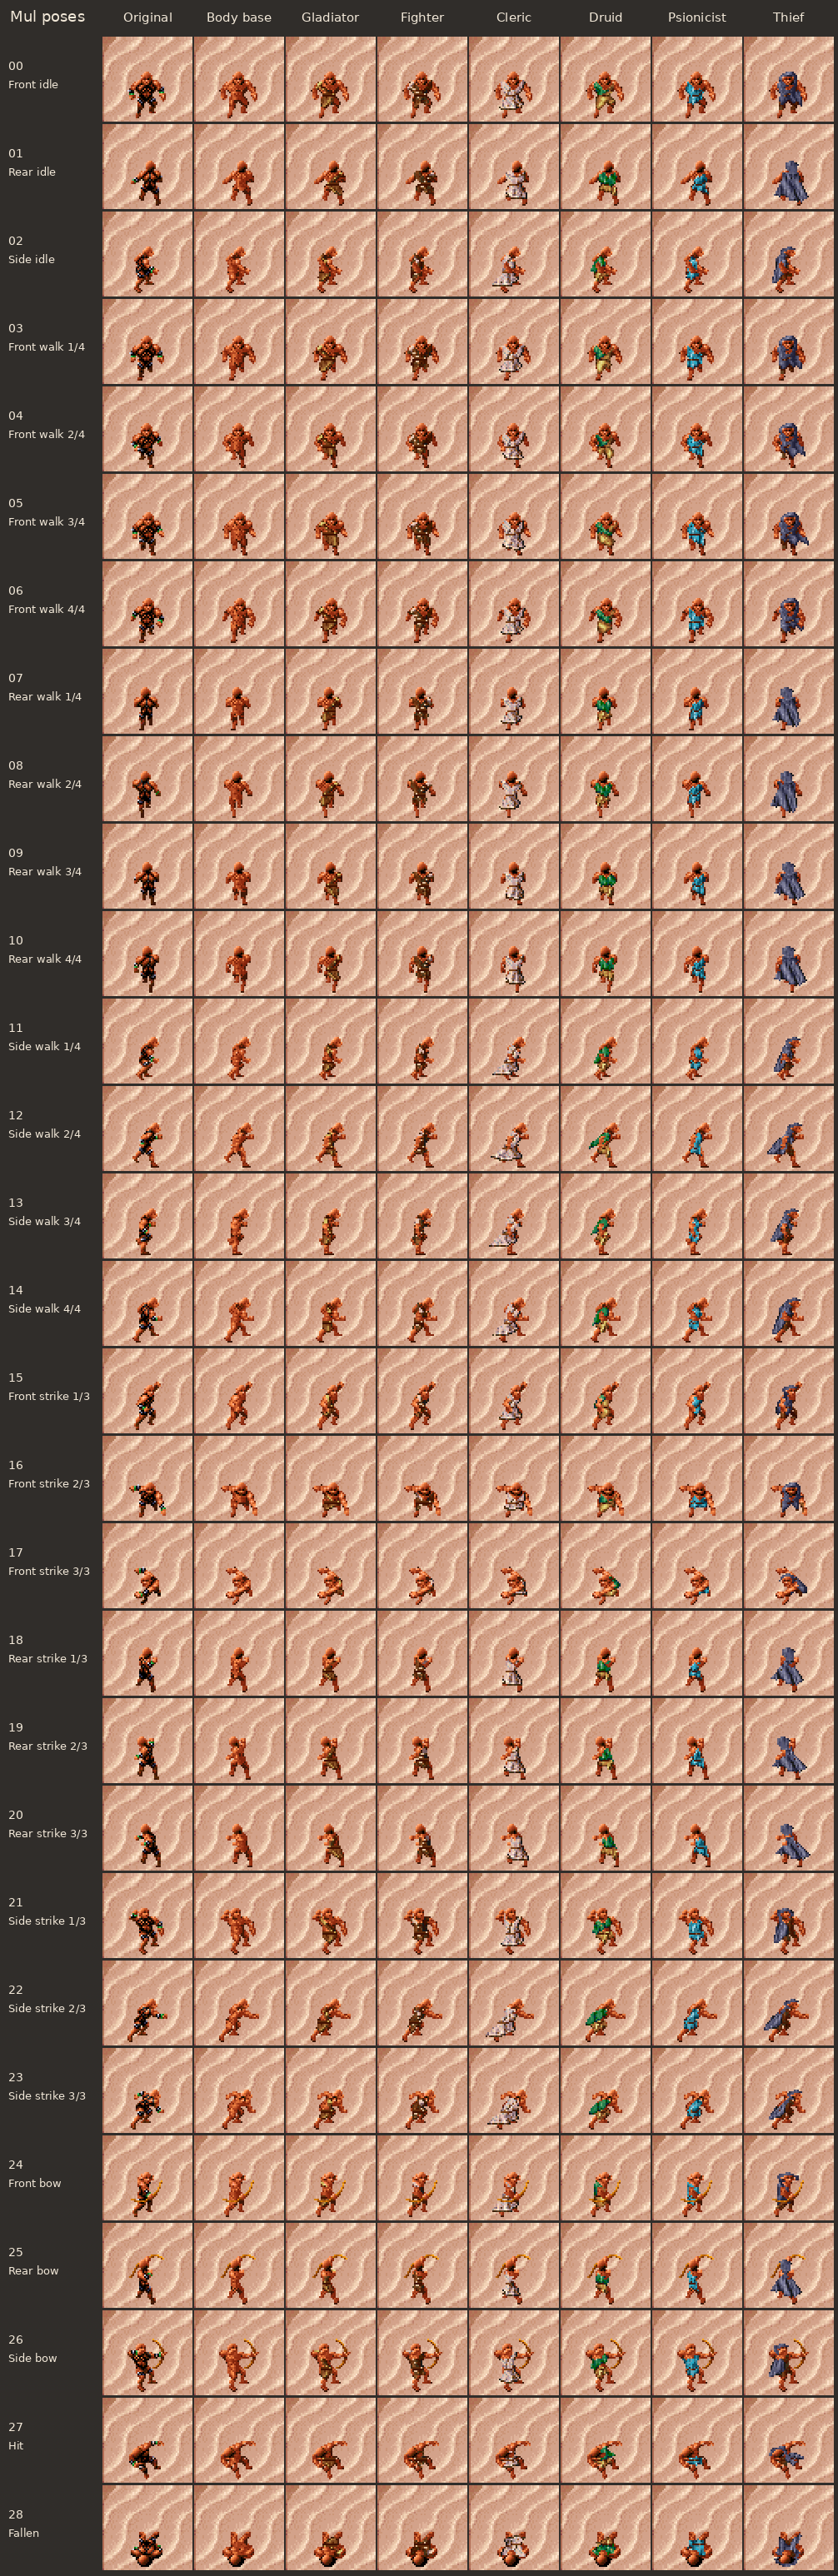 Mul poses Original Body base Gladiator Fighter Cleric Druid Psionicist Thief
00
Front idle
01
Rear idle
02
Side idle
03
Front walk 1/4
04
Front walk 2/4
05
Front walk 3/4
06
Front walk 4/4
07
Rear walk 1/4
08
Rear walk 2/4
09
Rear walk 3/4
10
Rear walk 4/4
11
Side walk 1/4
12
Side walk 2/4
13
Side walk 3/4
14
Side walk 4/4
15
Front strike 1/3
16
Front strike 2/3
17
Front strike 3/3
18
Rear strike 1/3
19
Rear strike 2/3
20
Rear strike 3/3
21
Side strike 1/3
22
Side strike 2/3
23
Side strike 3/3
24
Front bow
25
Rear bow
26
Side bow
27
Hit
28
Fallen